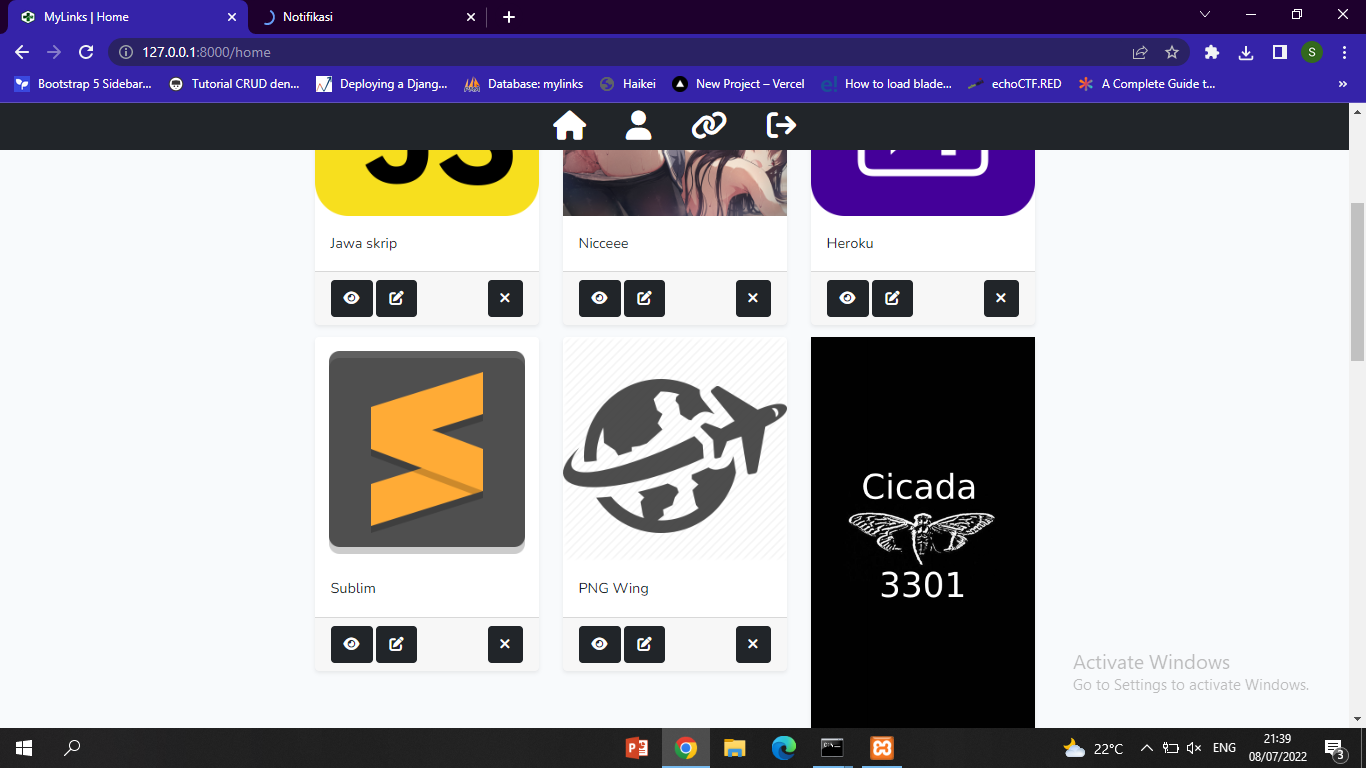 MyLinks | Home
Notifikasi
127.0.0.1:8000/home
S
Bootstrap 5 Sidebar...
Tutorial CRUD den...
Deploying a Djang...
Database: mylinks
Haikei
New Project – Vercel
How to load blade...
echoCTF.RED
A Complete Guide t...
»
JS
Jawa skrip
Nicceee
Heroku
Cicada
3301
Sublim
PNG Wing
Activate Windows
Go to Settings to activate Windows.
22°C
ENG
21:39
08/07/2022
3